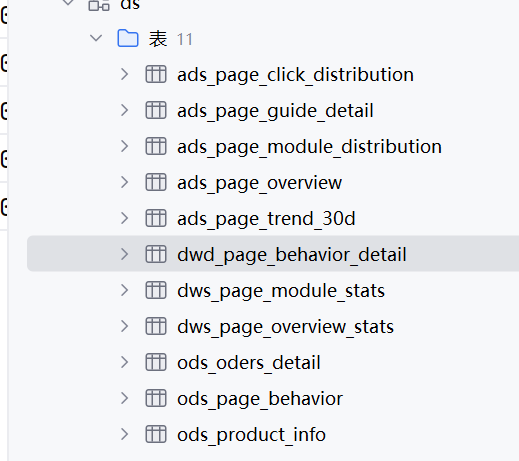 ds
表 11
ads_page_click_distribution
ads_page_guide_detail
ads_page_module_distribution
ads_page_overview
ads_page_trend_30d
dwd_page_behavior_detail
dws_page_module_stats
dws_page_overview_stats
ods_oders_detail
ods_page_behavior
ods_product_info